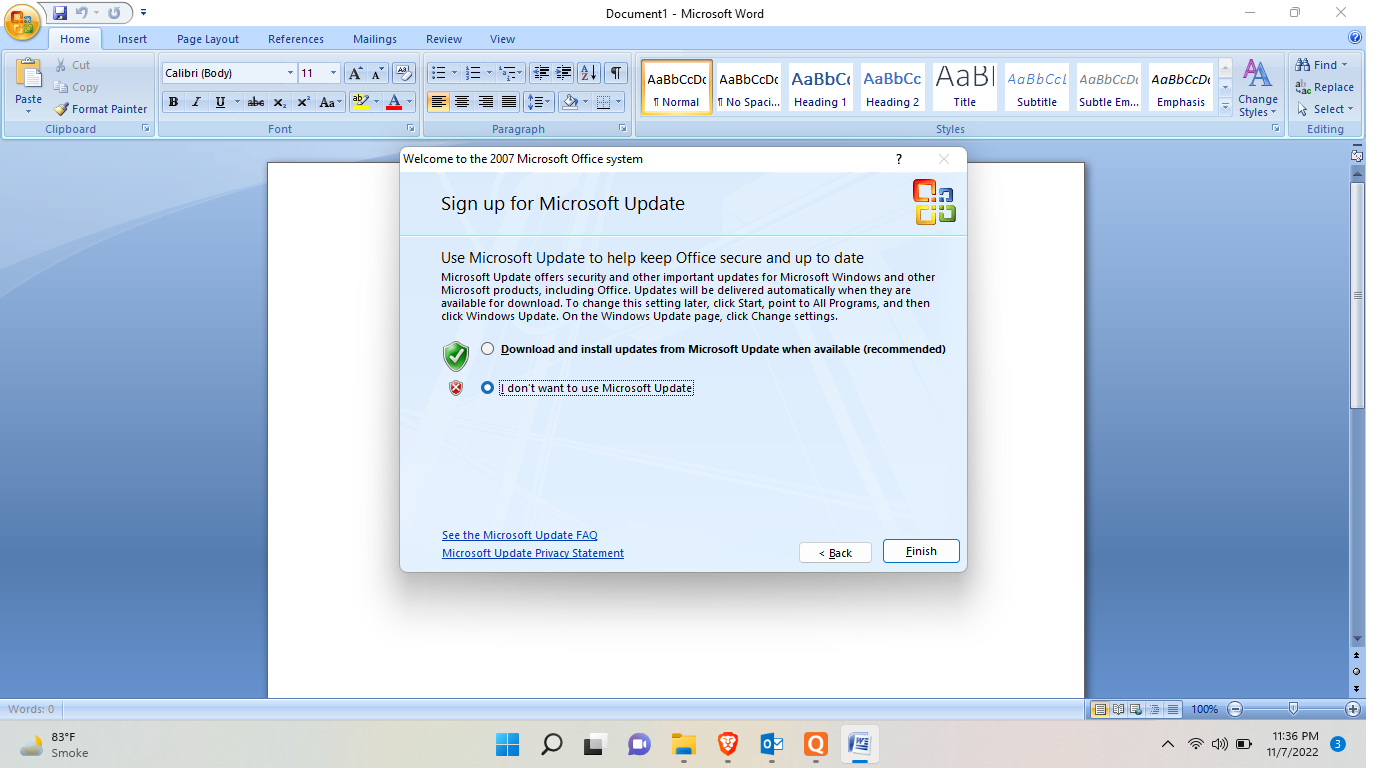 Document1 - Microsoft Word
Home Insert Page Layout References Mailings Review View
Paste
Cut
Copy
Format Painter
Clipboard
Calibri (Body) 11
Font
Paragraph
AaBbCcDc AaBbCcDc AaBbC AaBbCc AaB AaBbCcL AaBbCcDc AaBbCcDc
¶ Normal ¶ No Spaci... Heading 1 Heading 2 Title Subtitle Subtle Em... Emphasis
Change
Styles
Styles
Find
Replace
Select
Editing
Welcome to the 2007 Microsoft Office system
Sign up for Microsoft Update
Use Microsoft Update to help keep Office secure and up to date
Microsoft Update offers security and other important updates for Microsoft Windows and other
Microsoft products, including Office. Updates will be delivered automatically when they are
available for download. To change this setting later, click Start, point to All Programs, and then
click Windows Update. On the Windows Update page, click Change settings.
Download and install updates from Microsoft Update when available (recommended)
I don't want to use Microsoft Update
See the Microsoft Update FAQ
Microsoft Update Privacy Statement
< Back
Finish
Words: 0
100%
83°F
Smoke
11:36 PM
11/7/2022
3